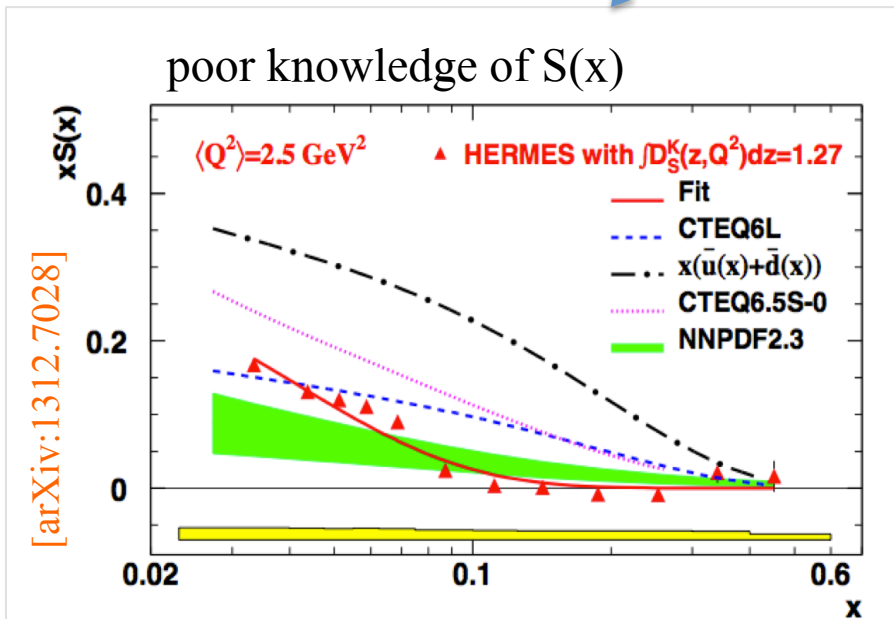 poor knowledge of S(x)
xS(x)
⟨Q²⟩=2.5 GeV²
HERMES with ∫D_S^K(z,Q²)dz=1.27
Fit
CTEQ6L
x(ū(x)+d̄(x))
CTEQ6.5S-0
NNPDF2.3
0.4
0.2
0
[arXiv:1312.7028]
0.02
0.1
0.6
x